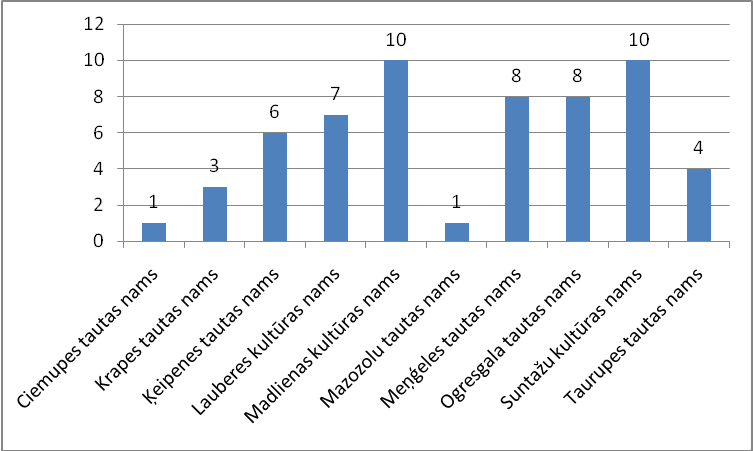 12
10
8
6
4
2
0
1
3
6
7
10
1
8
8
10
4
Ciemupes tautas nams
Krapes tautas nams
Ķeipenes tautas nams
Lauberes kultūras nams
Madlienas kultūras nams
Mazozolu tautas nams
Meņģeles tautas nams
Ogresgala tautas nams
Suntažu kultūras nams
Taurupes tautas nams